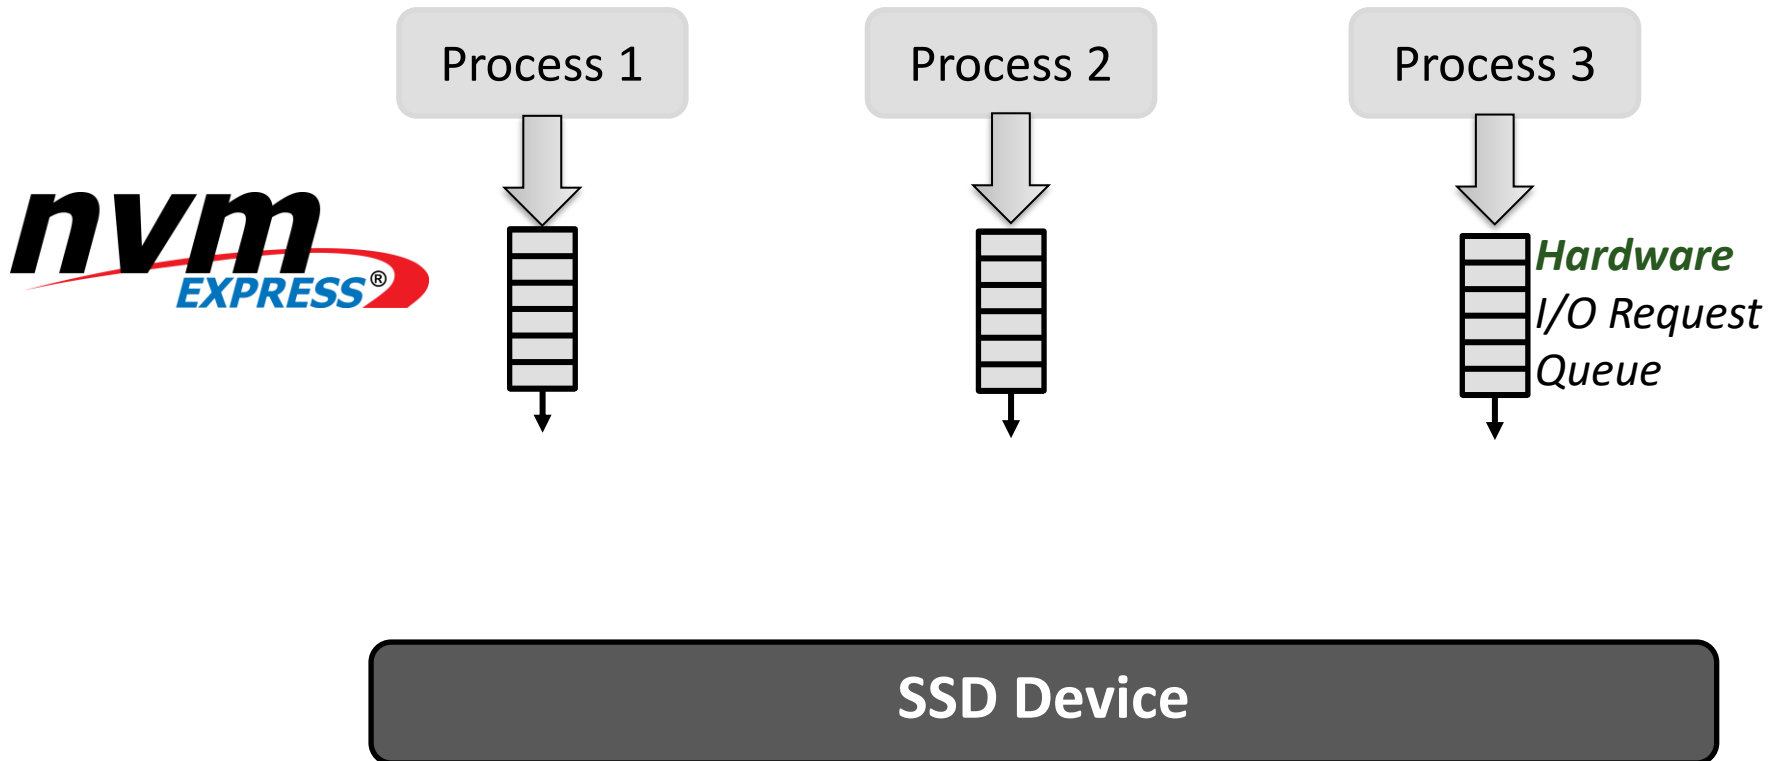 Process 1
Process 2
Process 3
nvm
EXPRESS®
Hardware
I/O Request
Queue
SSD Device